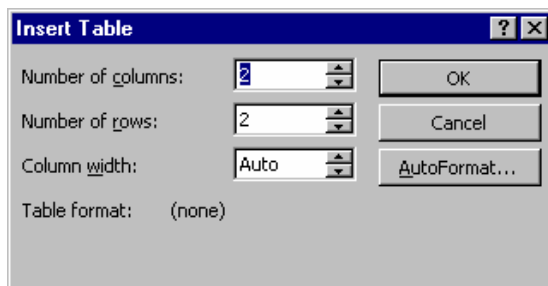 Insert Table
Number of columns: 2 OK
Number of rows: 2 Cancel
Column width: Auto AutoFormat...
Table format: (none)